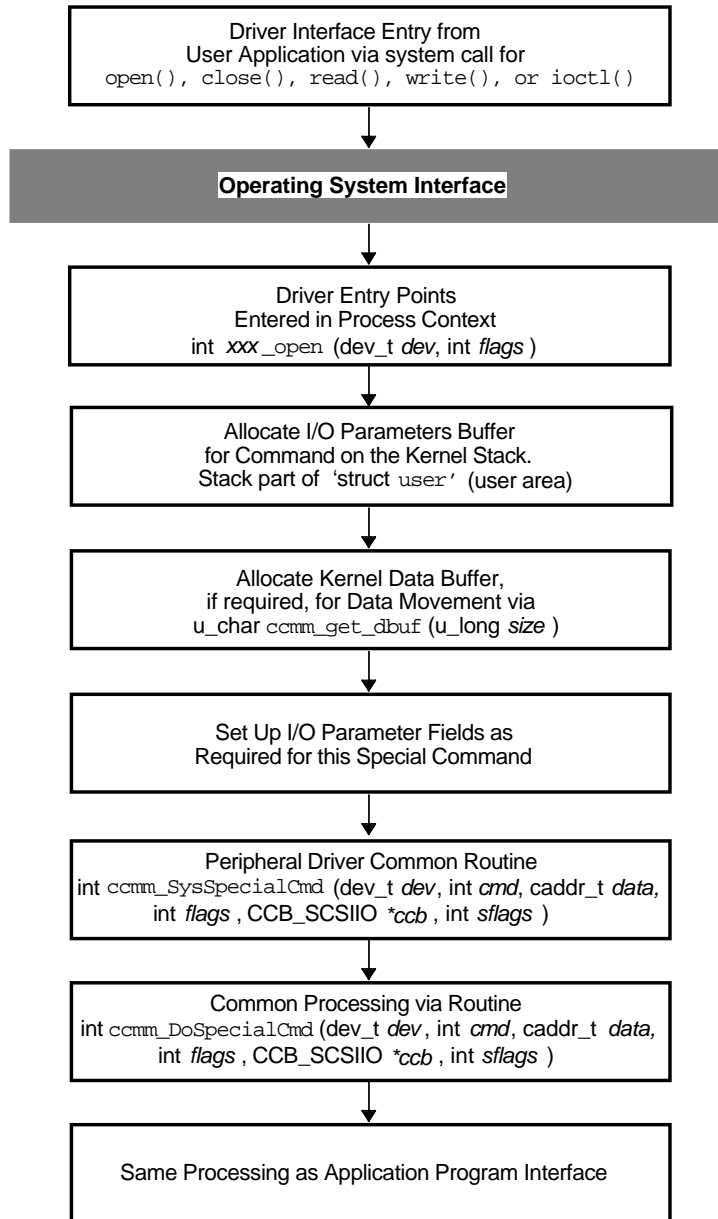 Driver Interface Entry from
User Application via system call for
open(), close(), read(), write(), or ioctl()
Operating System Interface
Driver Entry Points
Entered in Process Context
int xxx_open (dev_t dev, int flags )
Allocate I/O Parameters Buffer
for Command on the Kernel Stack.
Stack part of ‘struct user’ (user area)
Allocate Kernel Data Buffer,
if required, for Data Movement via
u_char ccmm_get_dbuf (u_long size )
Set Up I/O Parameter Fields as
Required for this Special Command
Peripheral Driver Common Routine
int ccmm_SysSpecialCmd (dev_t dev, int cmd, caddr_t data,
int flags , CCB_SCSIIO *ccb , int sflags )
Common Processing via Routine
int ccmm_DoSpecialCmd (dev_t dev , int cmd, caddr_t data,
int flags , CCB_SCSIIO *ccb , int sflags )
Same Processing as Application Program Interface